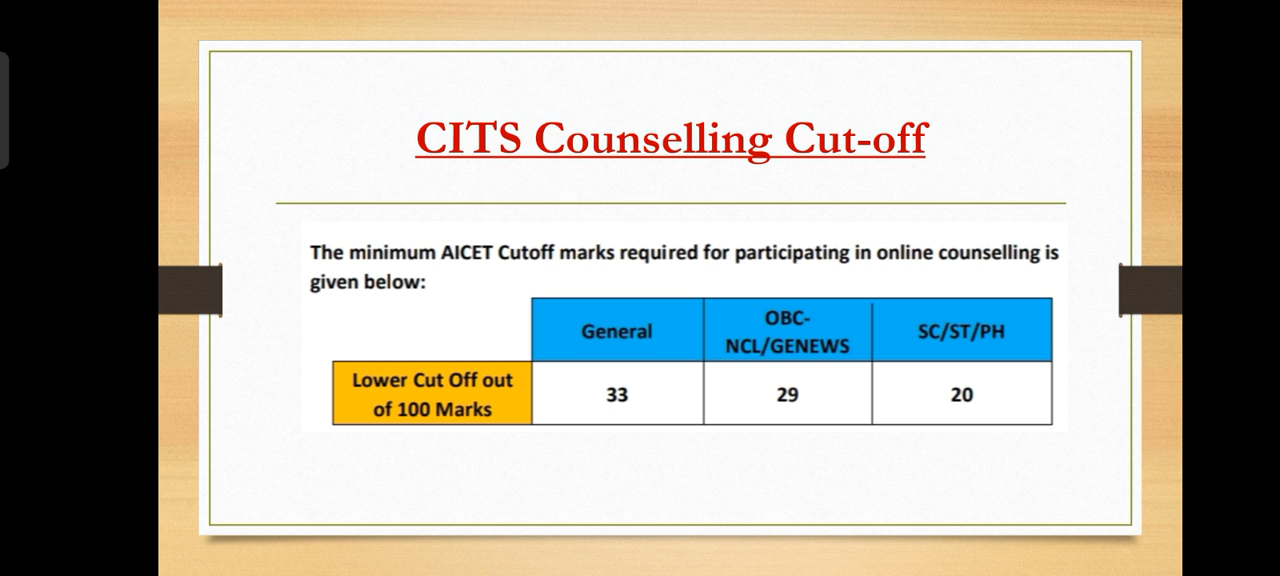 CITS Counselling Cut-off
The minimum AICET Cutoff marks required for participating in online counselling is
given below:
General
OBC-
NCL/GENEWS
SC/ST/PH
Lower Cut Off out
of 100 Marks
33
29
20